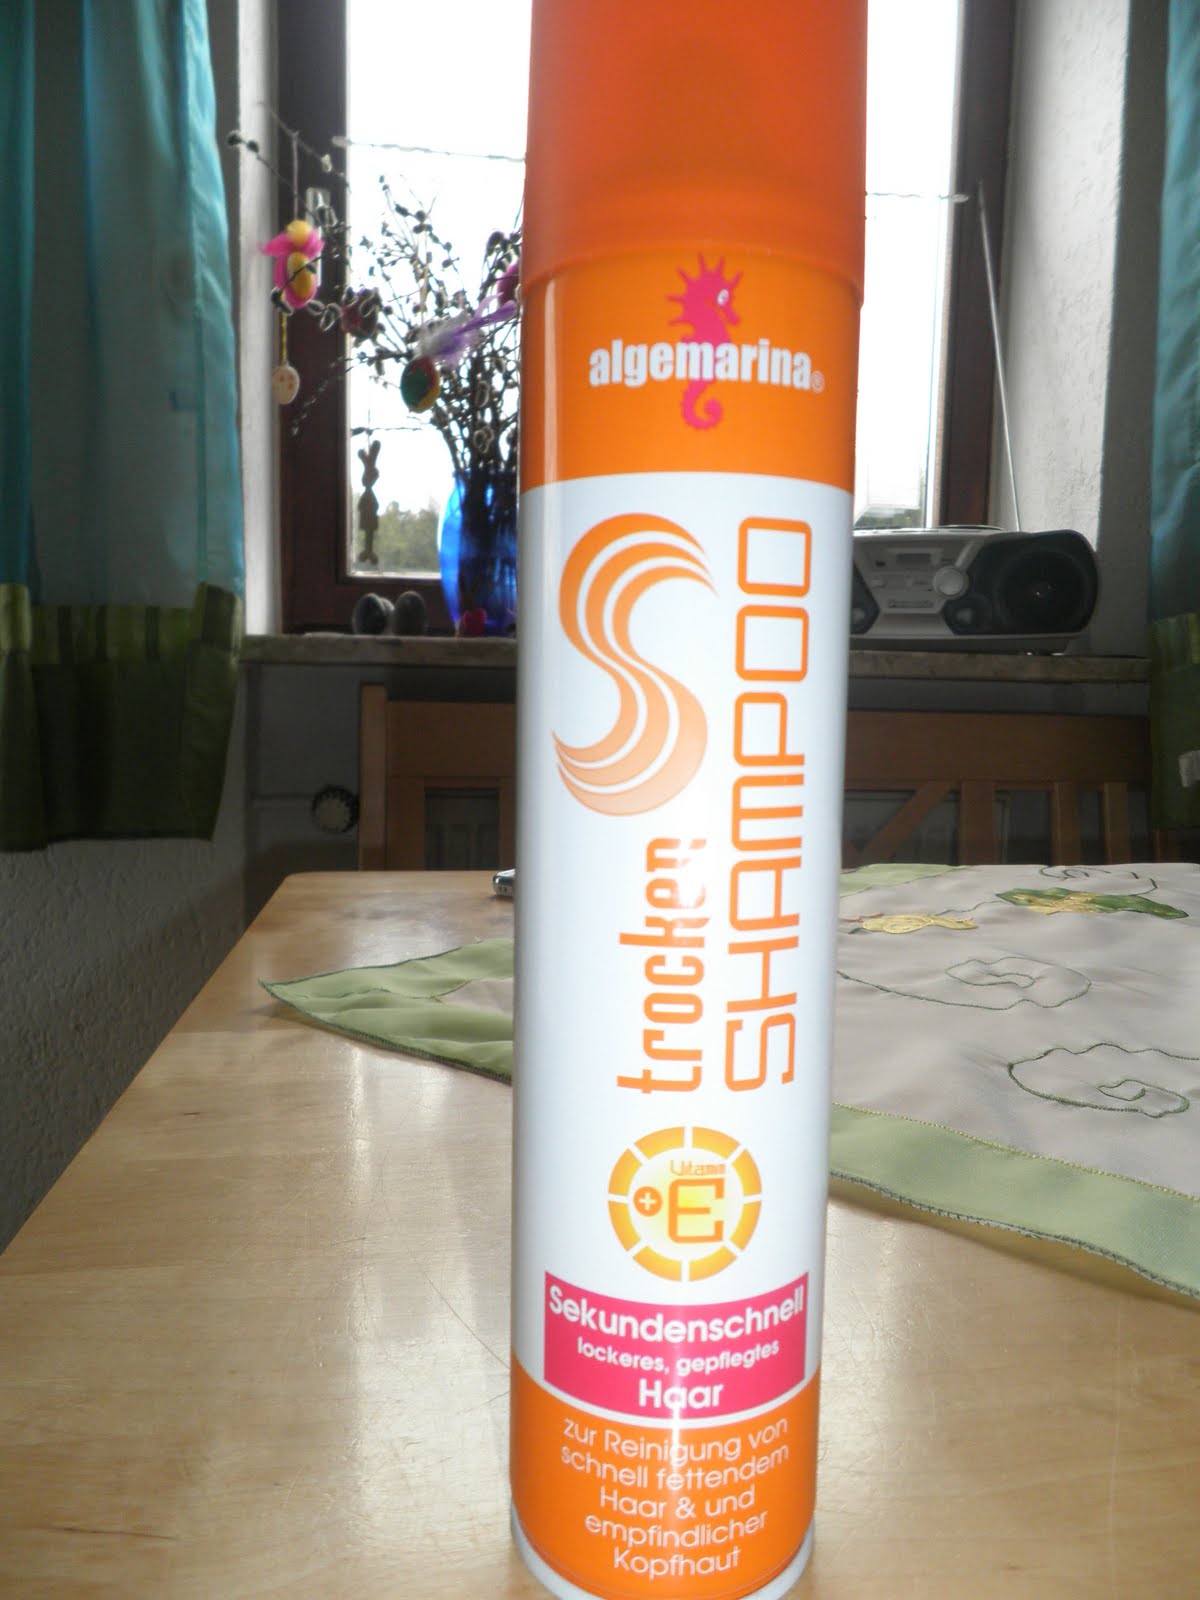 algemarina®
trocken
SHAMPOO
Vitamin
+E
Sekundenschnell
lockeres, gepflegtes
Haar
zur Reinigung von
schnell fettendem
Haar & und
empfindlicher
Kopfhaut